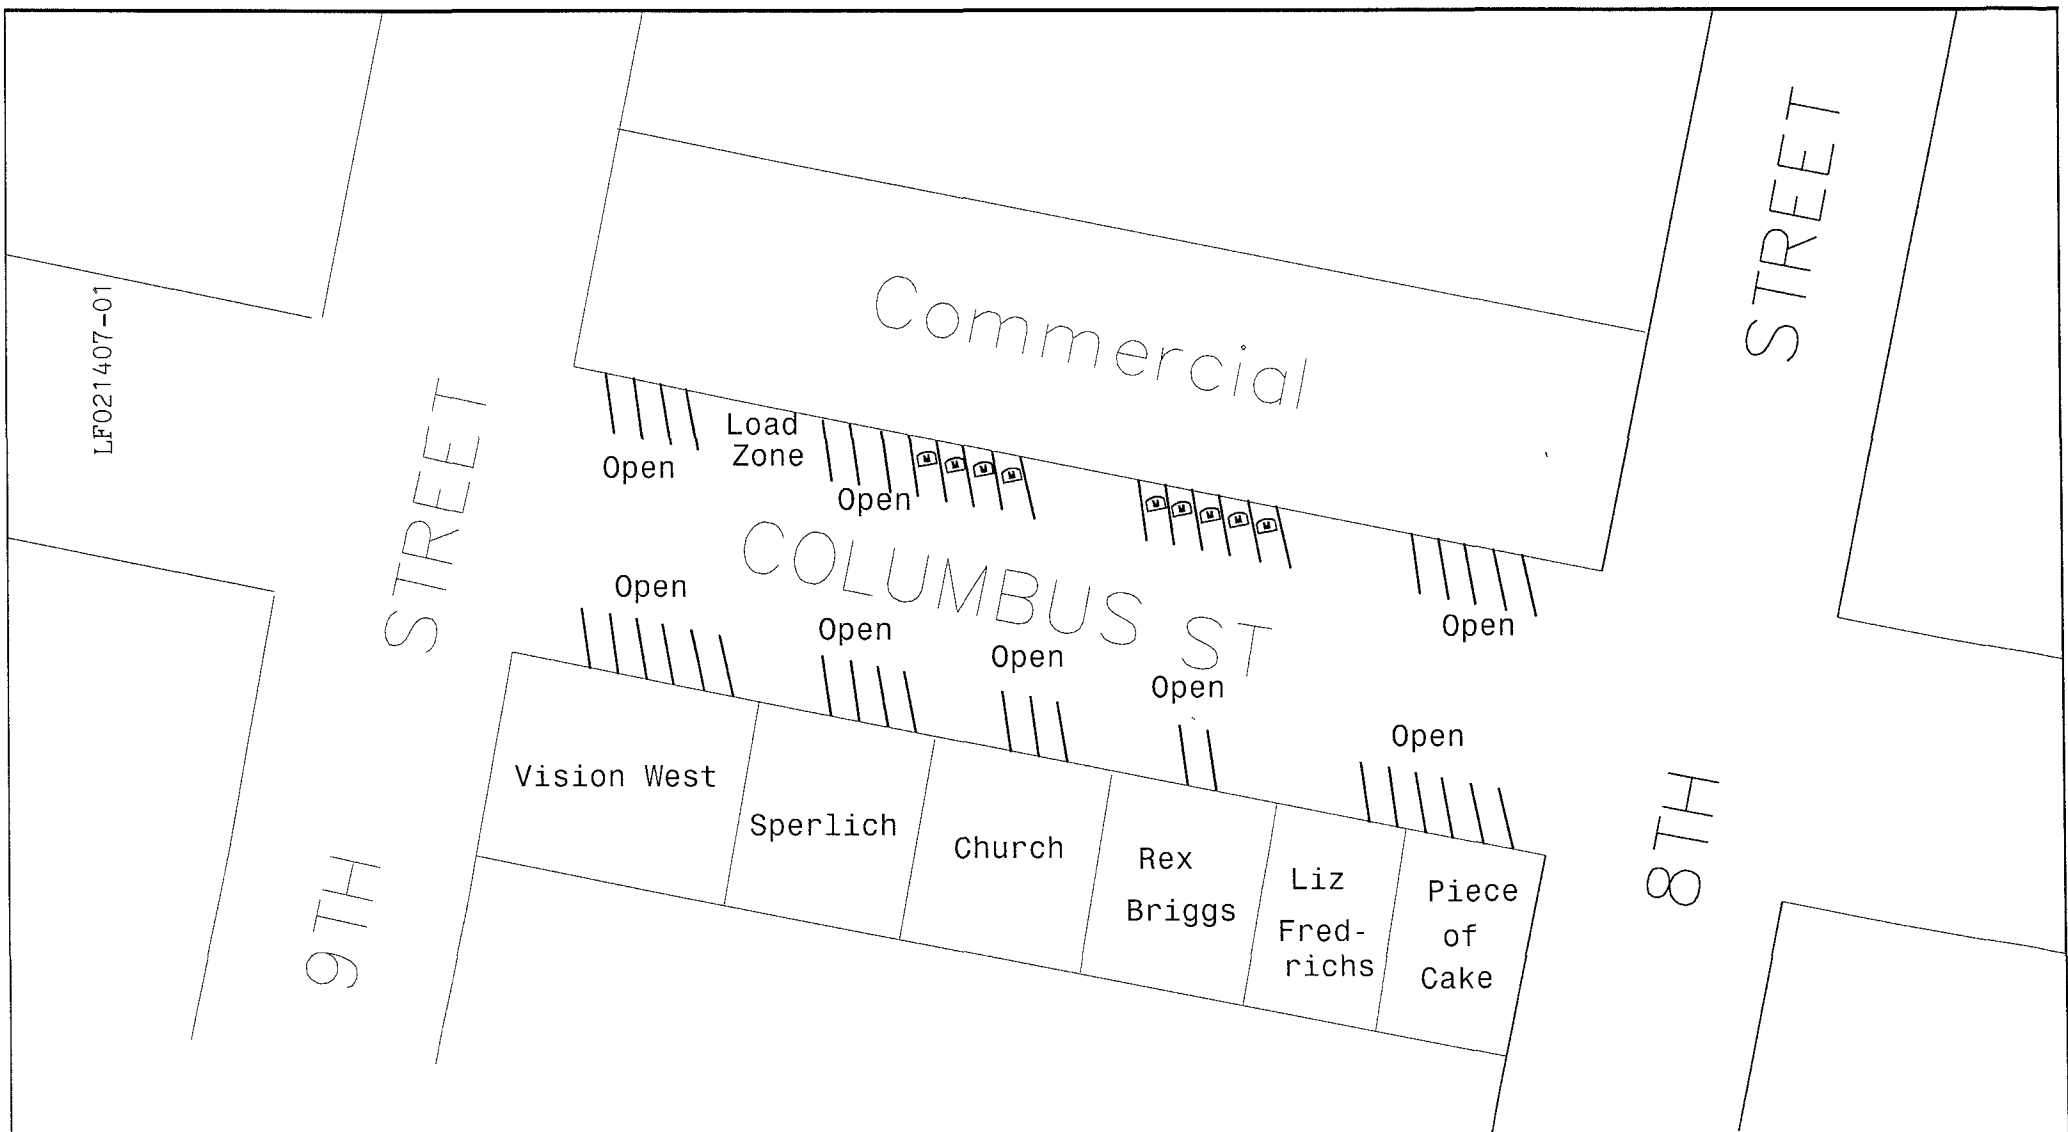 LF021407-01
STREET
Commercial
STREET
Load
Zone
Open
Open
M M M M
M M M M M
COLUMBUS ST
Open
Open
Open
Open
Open
Open
9TH
Vision West
Sperlich
Church
Rex
Briggs
Liz
Fred-
richs
Piece
of
Cake
8TH